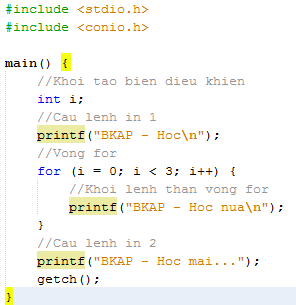 #include <stdio.h>
#include <conio.h>
main() {
//Khoi tao bien dieu khien
int i;
//Cau lenh in 1
printf("BKAP - Hoc\n");
//Vong for
for (i = 0; i < 3; i++) {
//Khoi lenh than vong for
printf("BKAP - Hoc nua\n");
}
//Cau lenh in 2
printf("BKAP - Hoc mai...");
getch();
}